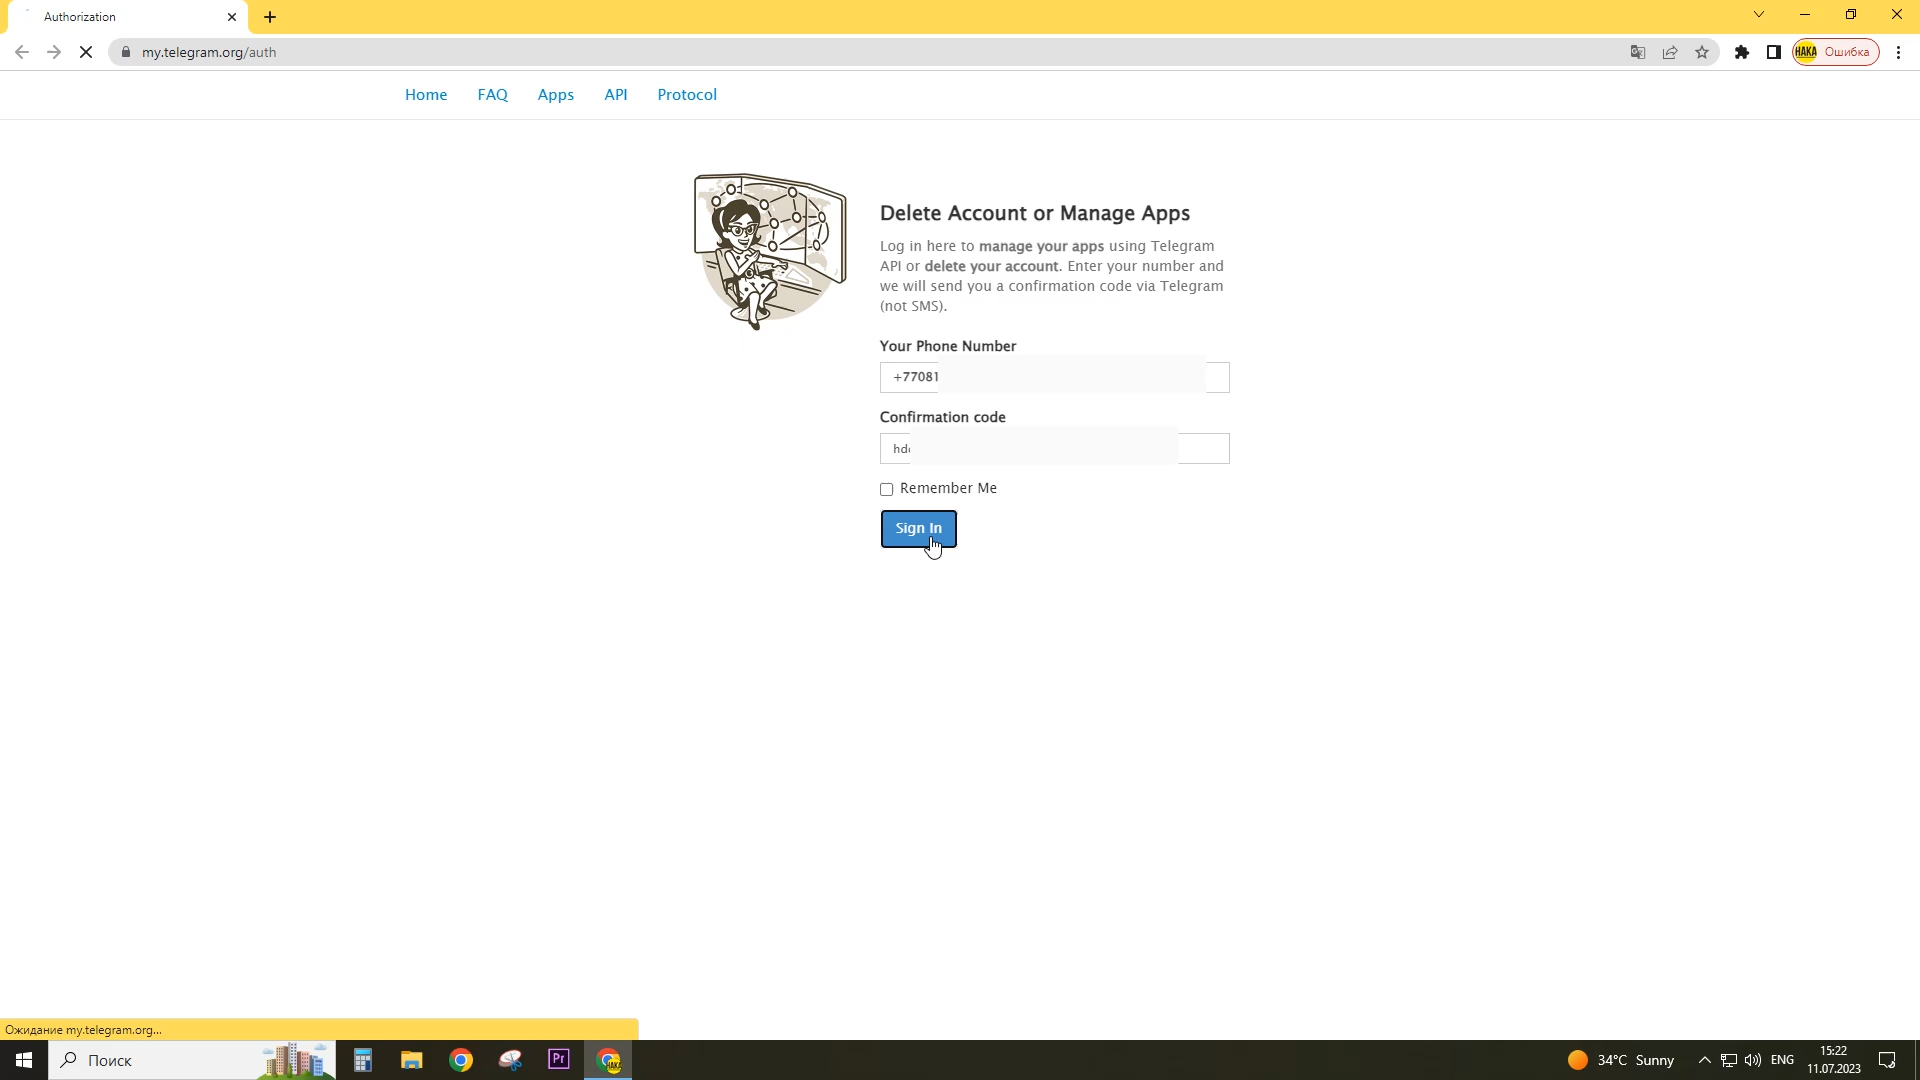 Authorization
my.telegram.org/auth
НАКА Ошибка
Home FAQ Apps API Protocol
Delete Account or Manage Apps
Log in here to manage your apps using Telegram
API or delete your account. Enter your number and
we will send you a confirmation code via Telegram
(not SMS).
Your Phone Number
+77081
Confirmation code
hd
Remember Me
Sign In
Ожидание my.telegram.org...
Поиск
Pr
34°C Sunny
ENG
15:22
11.07.2023